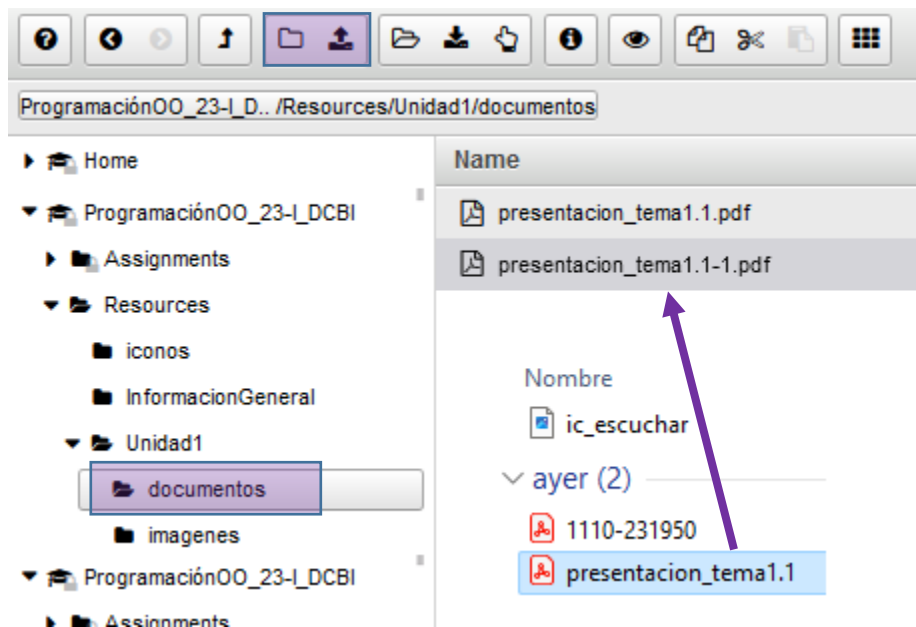 ProgramaciónOO_23-I_D.. /Resources/Unidad1/documentos
Home
ProgramaciónOO_23-I_DCBI
Assignments
Resources
iconos
InformacionGeneral
Unidad1
documentos
imagenes
ProgramaciónOO_23-I_DCBI
Assignments
Name
presentacion_tema1.1.pdf
presentacion_tema1.1-1.pdf
Nombre
ic_escuchar
ayer (2)
1110-231950
presentacion_tema1.1